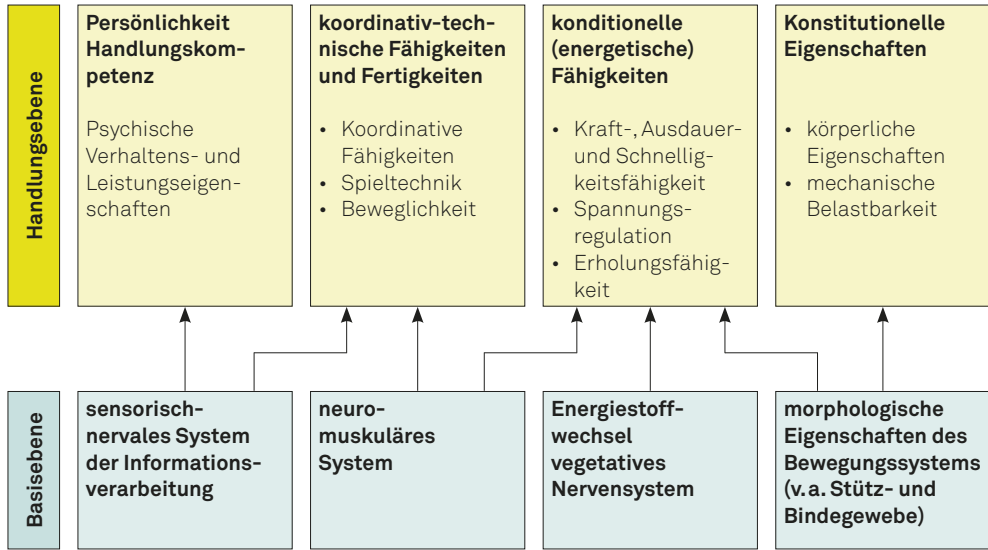 Handlungsebene
Persönlichkeit
Handlungskom-
petenz
Psychische
Verhaltens- und
Leistungseigen-
schaften
koordinativ-tech-
nische Fähigkeiten
und Fertigkeiten
• Koordinative
Fähigkeiten
• Spieltechnik
• Beweglichkeit
konditionelle
(energetische)
Fähigkeiten
• Kraft-, Ausdauer-
und Schnellig-
keitsfähigkeit
• Spannungs-
regulation
• Erholungsfähig-
keit
Konstitutionelle
Eigenschaften
• körperliche
Eigenschaften
• mechanische
Belastbarkeit
Basisebene
sensorisch-
nervales System
der Informations-
verarbeitung
neuro-
muskuläres
System
Energiestoff-
wechsel
vegetatives
Nervensystem
morphologische
Eigenschaften des
Bewegungssystems
(v.a. Stütz- und
Bindegewebe)